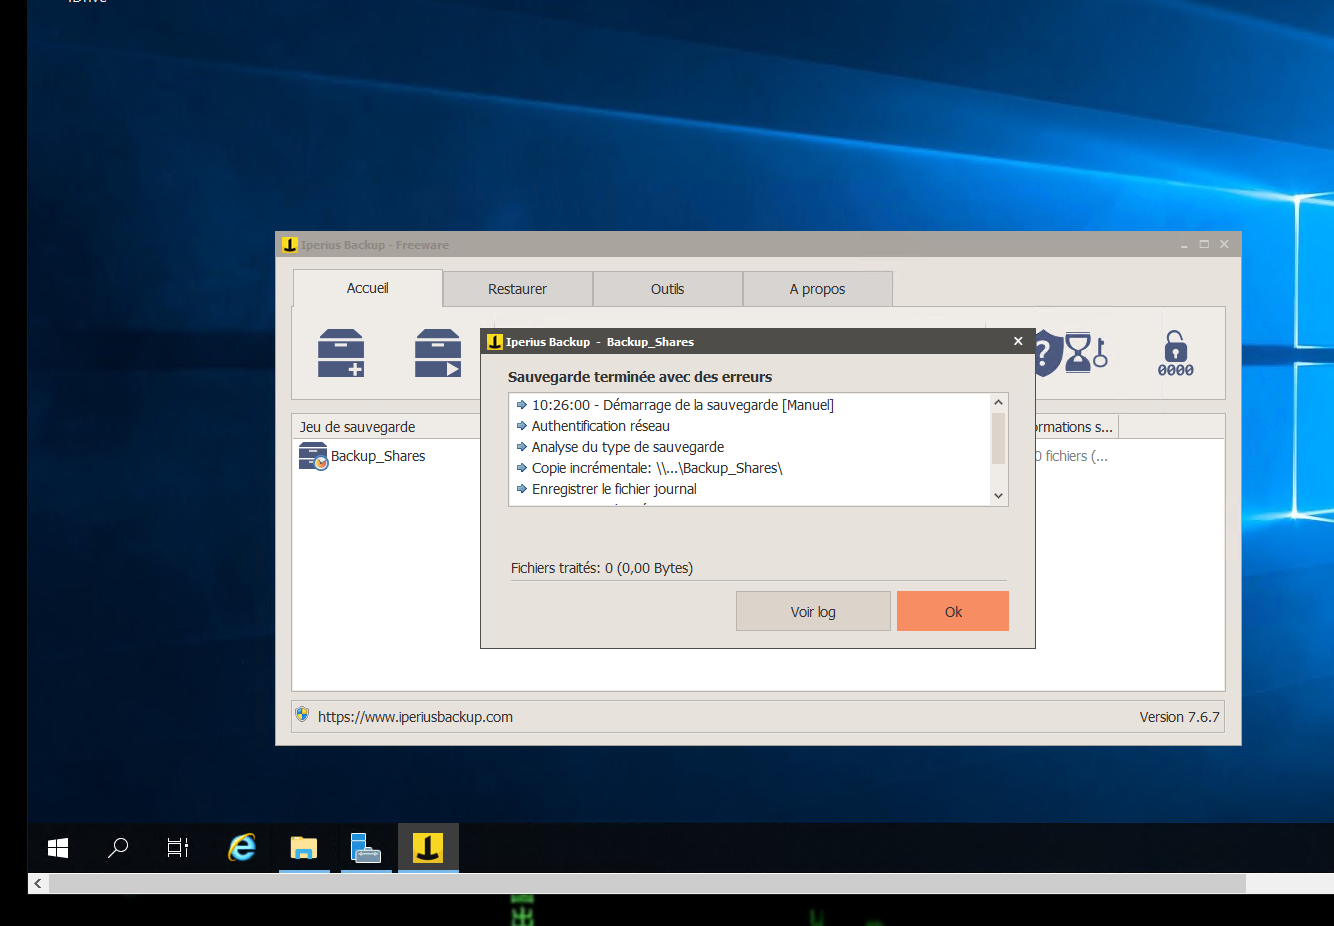 Iperius Backup - Freeware
Accueil
Restaurer
Outils
A propos
0000
Iperius Backup - Backup_Shares
Sauvegarde terminée avec des erreurs
10:26:00 - Démarrage de la sauvegarde [Manuel]
Authentification réseau
Analyse du type de sauvegarde
Copie incrémentale: \\...\Backup_Shares\
Enregistrer le fichier journal
Fichiers traités: 0 (0,00 Bytes)
Voir log
Ok
Jeu de sauvegarde
Backup_Shares
s...
fichiers (...
https://www.iperiusbackup.com
Version 7.6.7